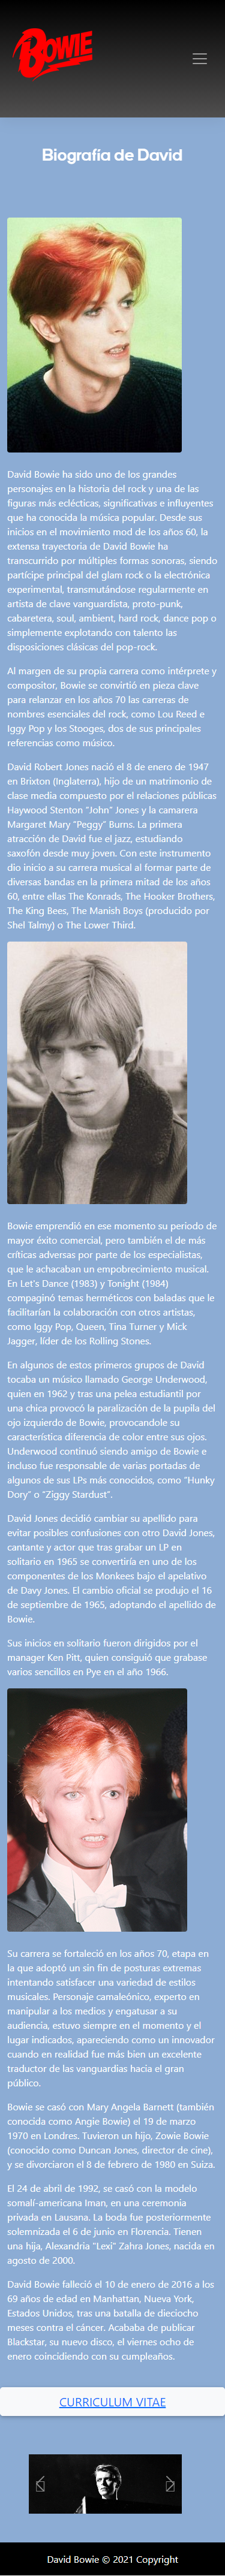 BOWIE
Biografía de David
David Bowie ha sido uno de los grandes
personajes en la historia del rock y una de las
figuras más eclécticas, significativas e influyentes
que ha conocida la música popular. Desde sus
inicios en el movimiento mod de los años 60, la
extensa trayectoria de David Bowie ha
transcurrido por múltiples formas sonoras, siendo
partícipe principal del glam rock o la electrónica
experimental, transmutándose regularmente en
artista de clave vanguardista, proto-punk,
cabaretera, soul, ambient, hard rock, dance pop o
simplemente explotando con talento las
disposiciones clásicas del pop-rock.
Al margen de su propia carrera como intérprete y
compositor, Bowie se convirtió en pieza clave
para relanzar en los años 70 las carreras de
nombres esenciales del rock, como Lou Reed e
Iggy Pop y los Stooges, dos de sus principales
referencias como músico.
David Robert Jones nació el 8 de enero de 1947
en Brixton (Inglaterra), hijo de un matrimonio de
clase media compuesto por el relaciones públicas
Haywood Stenton "John" Jones y la camarera
Margaret Mary "Peggy" Burns. La primera
atracción de David fue el jazz, estudiando
saxofón desde muy joven. Con este instrumento
dio inicio a su carrera musical al formar parte de
diversas bandas en la primera mitad de los años
60, entre ellas The Konrads, The Hooker Brothers,
The King Bees, The Manish Boys (producido por
Shel Talmy) o The Lower Third.
Bowie emprendió en ese momento su periodo de
mayor éxito comercial, pero también el de más
críticas adversas por parte de los especialistas,
que le achacaban un empobrecimiento musical.
En Let's Dance (1983) y Tonight (1984)
compaginó temas herméticos con baladas que le
facilitarían la colaboración con otros artistas,
como Iggy Pop, Queen, Tina Turner y Mick
Jagger, líder de los Rolling Stones.
En algunos de estos primeros grupos de David
tocaba un músico llamado George Underwood,
quien en 1962 y tras una pelea estudiantil por
una chica provocó la paralización de la pupila del
ojo izquierdo de Bowie, provocandole su
característica diferencia de color entre sus ojos.
Underwood continuó siendo amigo de Bowie e
incluso fue responsable de varias portadas de
algunos de sus LPs más conocidos, como "Hunky
Dory" o "Ziggy Stardust".
David Jones decidió cambiar su apellido para
evitar posibles confusiones con otro David Jones,
cantante y actor que tras grabar un LP en
solitario en 1965 se convertiría en uno de los
componentes de los Monkees bajo el apelativo
de Davy Jones. El cambio oficial se produjo el 16
de septiembre de 1965, adoptando el apellido de
Bowie.
Sus inicios en solitario fueron dirigidos por el
manager Ken Pitt, quien consiguió que grabase
varios sencillos en Pye en el año 1966.
Su carrera se fortaleció en los años 70, etapa en
la que adoptó un sin fin de posturas extremas
intentando satisfacer una variedad de estilos
musicales. Personaje camaleónico, experto en
manipular a los medios y engatusar a su
audiencia, estuvo siempre en el momento y el
lugar indicados, apareciendo como un innovador
cuando en realidad fue más bien un excelente
traductor de las vanguardias hacia el gran
público.
Bowie se casó con Mary Angela Barnett (también
conocida como Angie Bowie) el 19 de marzo
1970 en Londres. Tuvieron un hijo, Zowie Bowie
(conocido como Duncan Jones, director de cine),
y se divorciaron el 8 de febrero de 1980 en Suiza.
El 24 de abril de 1992, se casó con la modelo
somalí-americana Iman, en una ceremonia
privada en Lausana. La boda fue posteriormente
solemnizada el 6 de junio en Florencia. Tienen
una hija, Alexandria "Lexi" Zahra Jones, nacida en
agosto de 2000.
David Bowie falleció el 10 de enero de 2016 a los
69 años de edad en Manhattan, Nueva York,
Estados Unidos, tras una batalla de dieciocho
meses contra el cáncer. Acababa de publicar
Blackstar, su nuevo disco, el viernes ocho de
enero coincidiendo con su cumpleaños.
CURRICULUM VITAE
David Bowie © 2021 Copyright